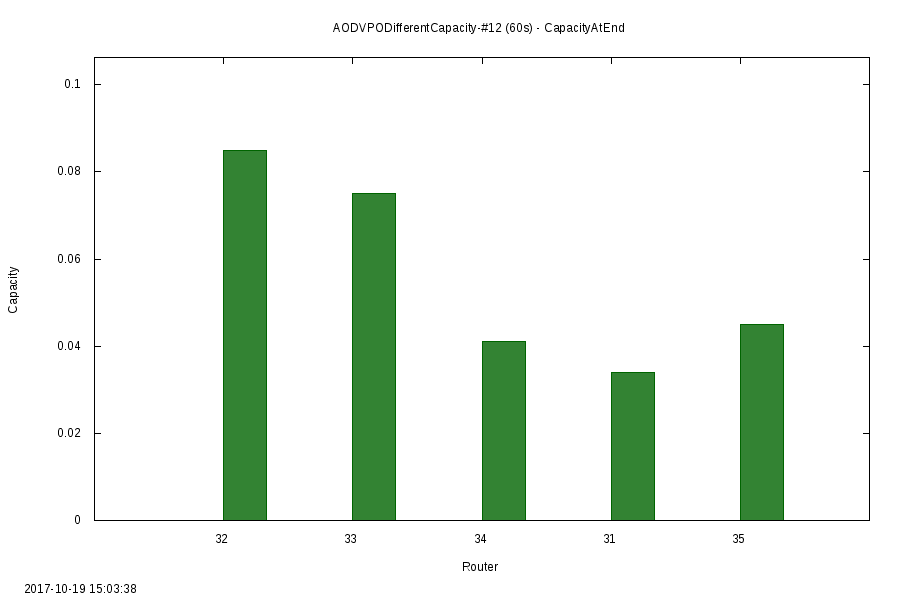 AODVPODifferentCapacity-#12 (60s) - CapacityAtEnd
0.1
0.08
0.06
0.04
0.02
0
Capacity
32 33 34 31 35
Router
2017-10-19 15:03:38